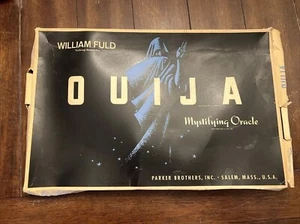 WILLIAM FULD
OUIJA
Mystifying Oracle
PARKER BROTHERS, INC. · SALEM, MASS., U.S.A.